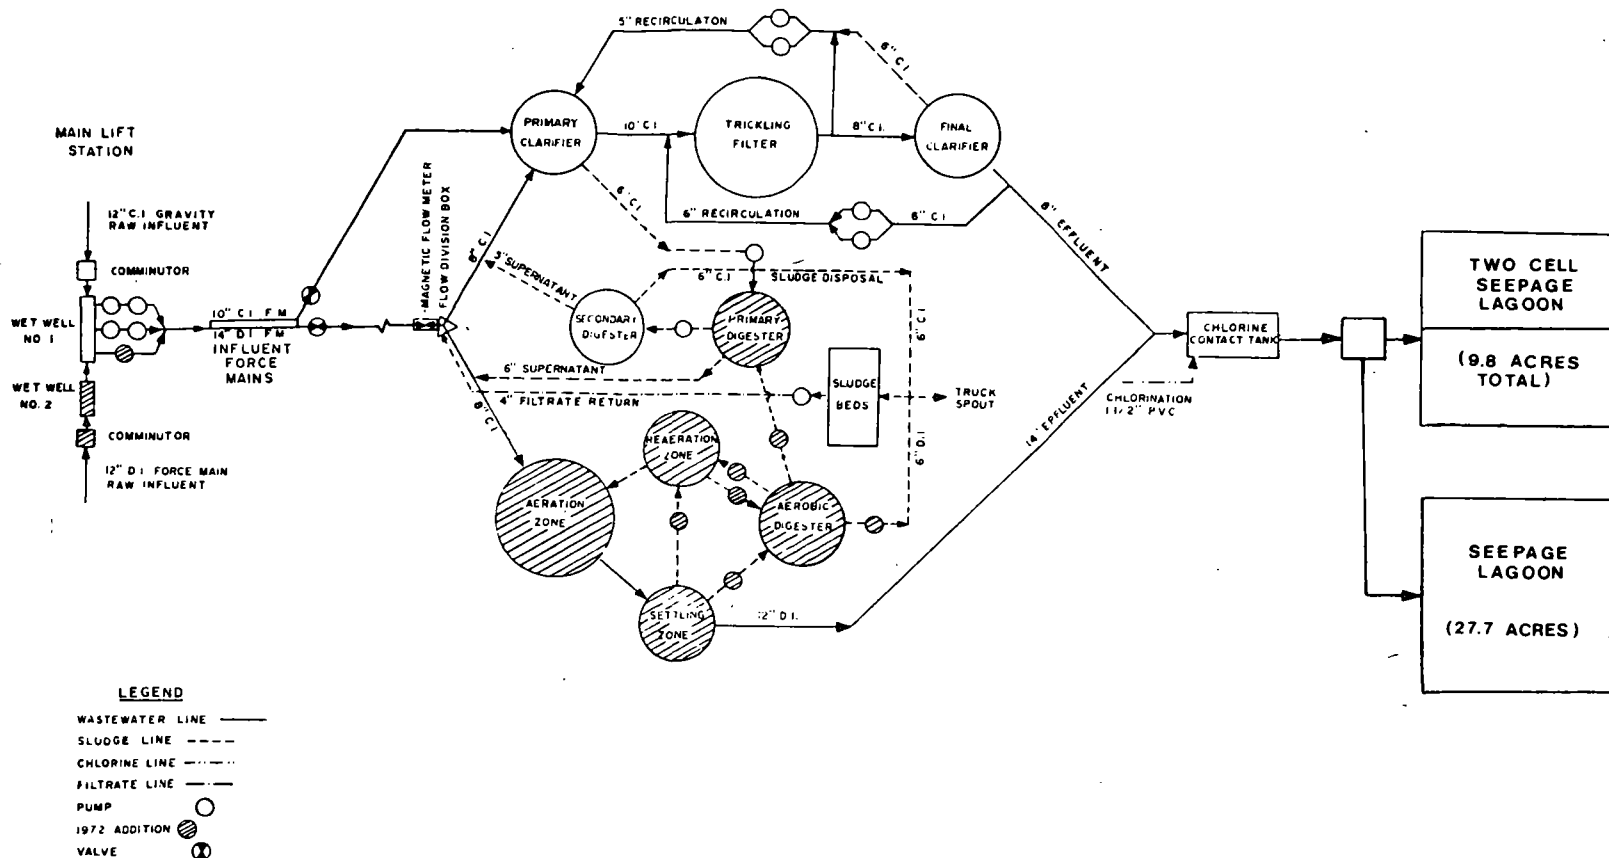 5" RECIRCULATON
6" C.I.
MAIN LIFT
STATION
PRIMARY
CLARIFIER
10" C.I.
TRICKLING
FILTER
8" C.I.
FINAL
CLARIFIER
12" C.I GRAVITY
RAW INFLUENT
MAGNETIC FLOW METER
FLOW DIVISION BOX
6" C.I.
6" RECIRCULATION
6" C.I.
8" EFFLUENT
COMMINUTOR
8" C.I.
5" SUPERNATANT
6" C.I
SLUDGE DISPOSAL
TWO CELL
SEEPAGE
LAGOON
WET WELL
NO. 1
10" C.I. F.M
14" D.I. F.M
INFLUENT
FORCE
MAINS
SECONDARY
DIGESTER
PRIMARY
DIGESTER
6" C.I.
CHLORINE
CONTACT TANK
(9.8 ACRES
TOTAL)
6" SUPERNATANT
WET WELL
NO. 2
8" C.I.
4" FILTRATE RETURN
SLUDGE
BEDS
TRUCK
SPOUT
CHLORINATION
1 1/2" PVC
COMMINUTOR
REAERATION
ZONE
6" D.I.
14" EFFLUENT
12" D.I. FORCE MAIN
RAW INFLUENT
AERATION
ZONE
AEROBIC
DIGESTER
SEEPAGE
LAGOON
SETTLING
ZONE
12" D.I.
(27.7 ACRES)
LEGEND
WASTEWATER LINE
SLUDGE LINE
CHLORINE LINE
FILTRATE LINE
PUMP
1972 ADDITION
VALVE